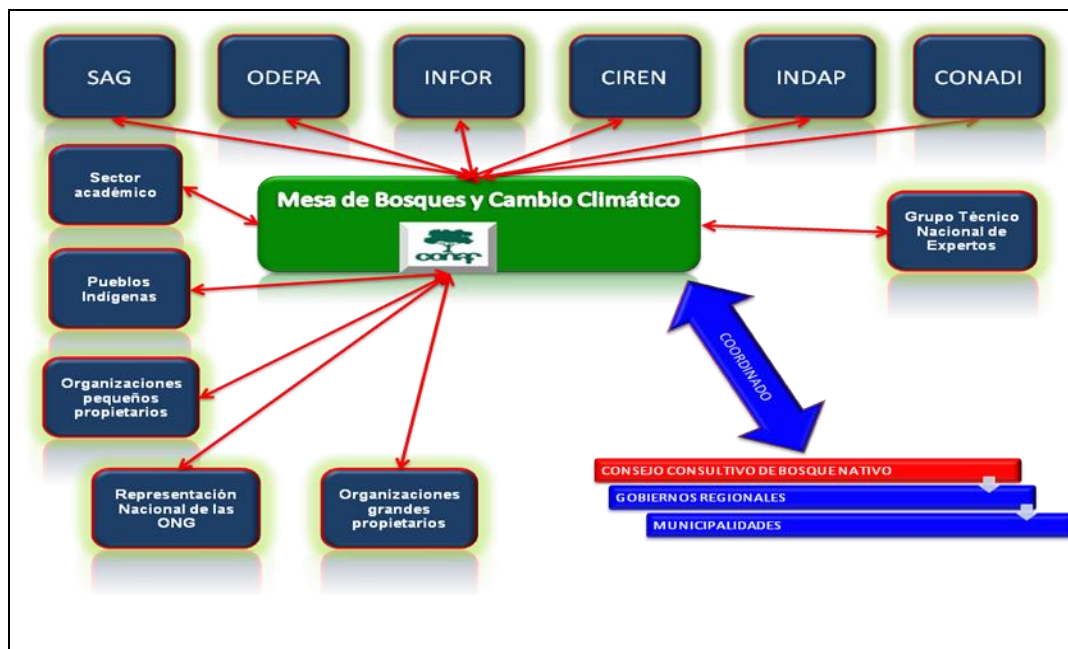 SAG
ODEPA
INFOR
CIREN
INDAP
CONADI
Sector
académico
Mesa de Bosques y Cambio Climático
conaf
Grupo Técnico
Nacional de
Expertos
Pueblos
Indígenas
COORDINADO
Organizaciones
pequeños
propietarios
Representación
Nacional de las
ONG
Organizaciones
grandes
propietarios
CONSEJO CONSULTIVO DE BOSQUE NATIVO
GOBIERNOS REGIONALES
MUNICIPALIDADES